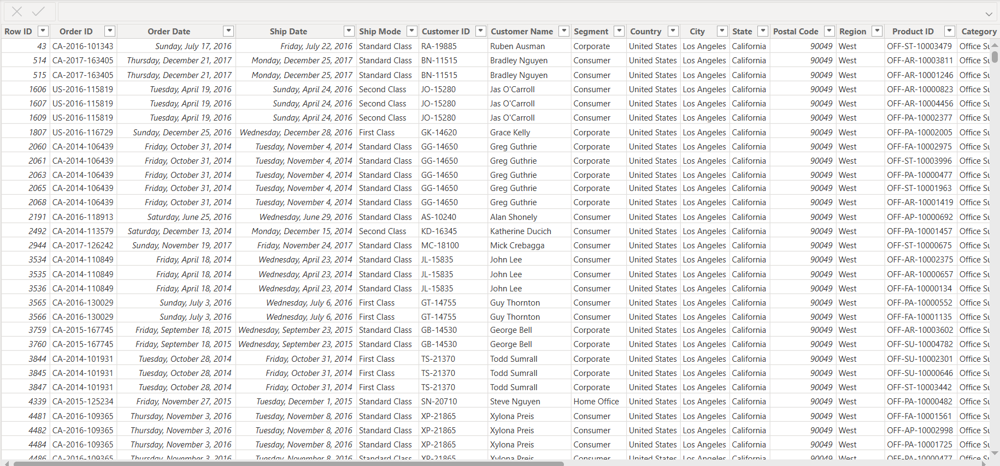 Row ID Order ID Order Date Ship Date Ship Mode Customer ID Customer Name Segment Country City State Postal Code Region Product ID Category
43 CA-2016-101343 Sunday, July 17, 2016 Friday, July 22, 2016 Standard Class RA-19885 Ruben Ausman Corporate United States Los Angeles California 90049 West OFF-ST-10003479 Office Su
514 CA-2017-163405 Thursday, December 21, 2017 Monday, December 25, 2017 Standard Class BN-11515 Bradley Nguyen Consumer United States Los Angeles California 90049 West OFF-AR-10003811 Office Su
515 CA-2017-163405 Thursday, December 21, 2017 Monday, December 25, 2017 Standard Class BN-11515 Bradley Nguyen Consumer United States Los Angeles California 90049 West OFF-AR-10001246 Office Su
1606 US-2016-115819 Tuesday, April 19, 2016 Sunday, April 24, 2016 Second Class JO-15280 Jas O'Carroll Consumer United States Los Angeles California 90049 West OFF-AR-10000823 Office Su
1607 US-2016-115819 Tuesday, April 19, 2016 Sunday, April 24, 2016 Second Class JO-15280 Jas O'Carroll Consumer United States Los Angeles California 90049 West OFF-AR-10004456 Office Su
1609 US-2016-115819 Tuesday, April 19, 2016 Sunday, April 24, 2016 Second Class JO-15280 Jas O'Carroll Consumer United States Los Angeles California 90049 West OFF-PA-10002377 Office Su
1807 US-2016-116729 Sunday, December 25, 2016 Wednesday, December 28, 2016 First Class GK-14620 Grace Kelly Corporate United States Los Angeles California 90049 West OFF-PA-10002005 Office Su
2060 CA-2014-106439 Friday, October 31, 2014 Tuesday, November 4, 2014 Standard Class GG-14650 Greg Guthrie Corporate United States Los Angeles California 90049 West OFF-FA-10002975 Office Su
2061 CA-2014-106439 Friday, October 31, 2014 Tuesday, November 4, 2014 Standard Class GG-14650 Greg Guthrie Corporate United States Los Angeles California 90049 West OFF-ST-10003996 Office Su
2063 CA-2014-106439 Friday, October 31, 2014 Tuesday, November 4, 2014 Standard Class GG-14650 Greg Guthrie Corporate United States Los Angeles California 90049 West OFF-PA-10000477 Office Su
2065 CA-2014-106439 Friday, October 31, 2014 Tuesday, November 4, 2014 Standard Class GG-14650 Greg Guthrie Corporate United States Los Angeles California 90049 West OFF-ST-10001963 Office Su
2068 CA-2014-106439 Friday, October 31, 2014 Tuesday, November 4, 2014 Standard Class GG-14650 Greg Guthrie Corporate United States Los Angeles California 90049 West OFF-AR-10001419 Office Su
2191 CA-2016-118913 Saturday, June 25, 2016 Wednesday, June 29, 2016 Standard Class AS-10240 Alan Shonely Consumer United States Los Angeles California 90049 West OFF-AP-10000692 Office Su
2492 CA-2014-113579 Saturday, December 13, 2014 Monday, December 15, 2014 Second Class KD-16345 Katherine Ducich Consumer United States Los Angeles California 90049 West OFF-PA-10001457 Office Su
2944 CA-2017-126242 Sunday, November 19, 2017 Friday, November 24, 2017 Standard Class MC-18100 Mick Crebagga Consumer United States Los Angeles California 90049 West OFF-ST-10000675 Office Su
3534 CA-2014-110849 Friday, April 18, 2014 Wednesday, April 23, 2014 Standard Class JL-15835 John Lee Consumer United States Los Angeles California 90049 West OFF-AR-10002375 Office Su
3535 CA-2014-110849 Friday, April 18, 2014 Wednesday, April 23, 2014 Standard Class JL-15835 John Lee Consumer United States Los Angeles California 90049 West OFF-AR-10000657 Office Su
3536 CA-2014-110849 Friday, April 18, 2014 Wednesday, April 23, 2014 Standard Class JL-15835 John Lee Consumer United States Los Angeles California 90049 West OFF-FA-10000134 Office Su
3565 CA-2016-130029 Sunday, July 3, 2016 Wednesday, July 6, 2016 First Class GT-14755 Guy Thornton Consumer United States Los Angeles California 90049 West OFF-PA-10000552 Office Su
3566 CA-2016-130029 Sunday, July 3, 2016 Wednesday, July 6, 2016 First Class GT-14755 Guy Thornton Consumer United States Los Angeles California 90049 West OFF-FA-10001135 Office Su
3759 CA-2015-167745 Friday, September 18, 2015 Wednesday, September 23, 2015 Standard Class GB-14530 George Bell Corporate United States Los Angeles California 90049 West OFF-AR-10003602 Office Su
3760 CA-2015-167745 Friday, September 18, 2015 Wednesday, September 23, 2015 Standard Class GB-14530 George Bell Corporate United States Los Angeles California 90049 West OFF-SU-10004782 Office Su
3844 CA-2014-101931 Tuesday, October 28, 2014 Friday, October 31, 2014 First Class TS-21370 Todd Sumrall Corporate United States Los Angeles California 90049 West OFF-SU-10002301 Office Su
3845 CA-2014-101931 Tuesday, October 28, 2014 Friday, October 31, 2014 First Class TS-21370 Todd Sumrall Corporate United States Los Angeles California 90049 West OFF-SU-10000646 Office Su
3847 CA-2014-101931 Tuesday, October 28, 2014 Friday, October 31, 2014 First Class TS-21370 Todd Sumrall Corporate United States Los Angeles California 90049 West OFF-ST-10003442 Office Su
4339 CA-2015-125234 Friday, November 27, 2015 Tuesday, December 1, 2015 Standard Class SN-20710 Steve Nguyen Home Office United States Los Angeles California 90049 West OFF-PA-10000482 Office Su
4481 CA-2016-109365 Thursday, November 3, 2016 Tuesday, November 8, 2016 Standard Class XP-21865 Xylona Preis Consumer United States Los Angeles California 90049 West OFF-FA-10001561 Office Su
4482 CA-2016-109365 Thursday, November 3, 2016 Tuesday, November 8, 2016 Standard Class XP-21865 Xylona Preis Consumer United States Los Angeles California 90049 West OFF-AP-10002998 Office Su
4484 CA-2016-109365 Thursday, November 3, 2016 Tuesday, November 8, 2016 Standard Class XP-21865 Xylona Preis Consumer United States Los Angeles California 90049 West OFF-PA-10001725 Office Su
4486 CA-2016-109365 Thursday, November 3, 2016 Tuesday, November 8, 2016 Standard Class XP-21865 Xylona Preis Consumer United States Los Angeles California 90049 West OFF-PA-10000477 Office Su